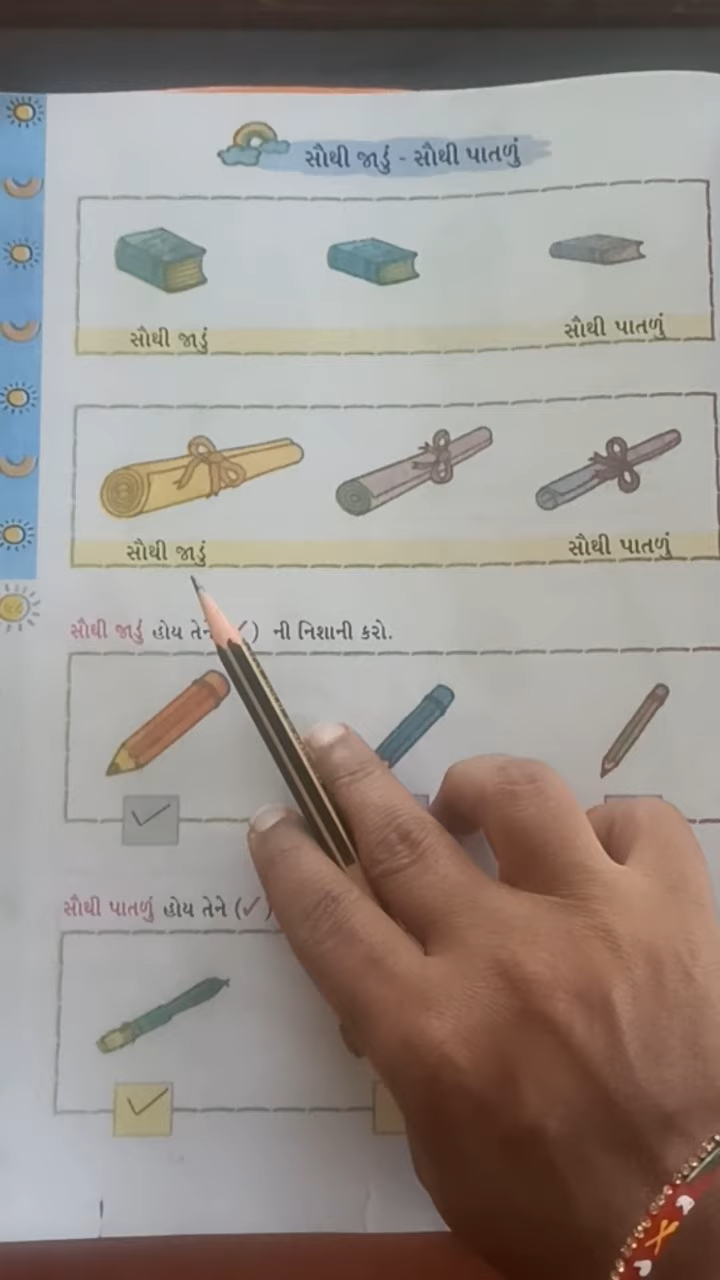 સૌથી જાડું - સૌથી પાતળું
સૌથી જાડું
સૌથી પાતળું
સૌથી જાડું
સૌથી પાતળું
સૌથી જાડું હોય તેને ✓) ની નિશાની કરો.
સૌથી પાતળું હોય તેને (✓)